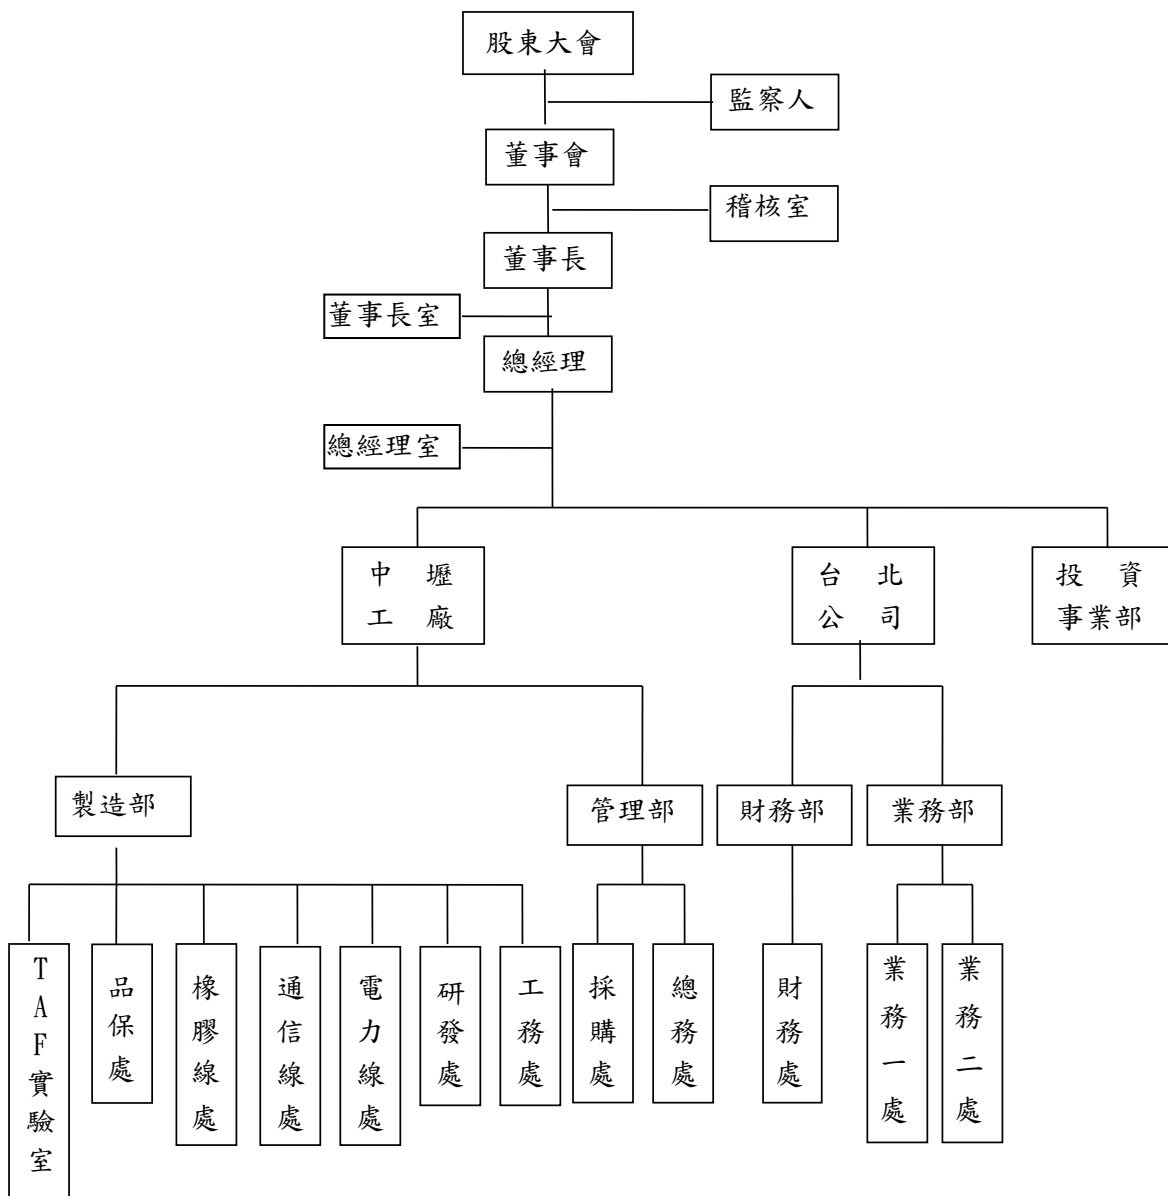 股東大會
監察人
董事會
稽核室
董事長
董事長室
總經理
總經理室
中壢
工廠
台北
公司
投資
事業部
製造部
管理部
財務部
業務部
TAF實驗室
品保處
橡膠線處
通信線處
電力線處
研發處
工務處
採購處
總務處
財務處
業務一處
業務二處